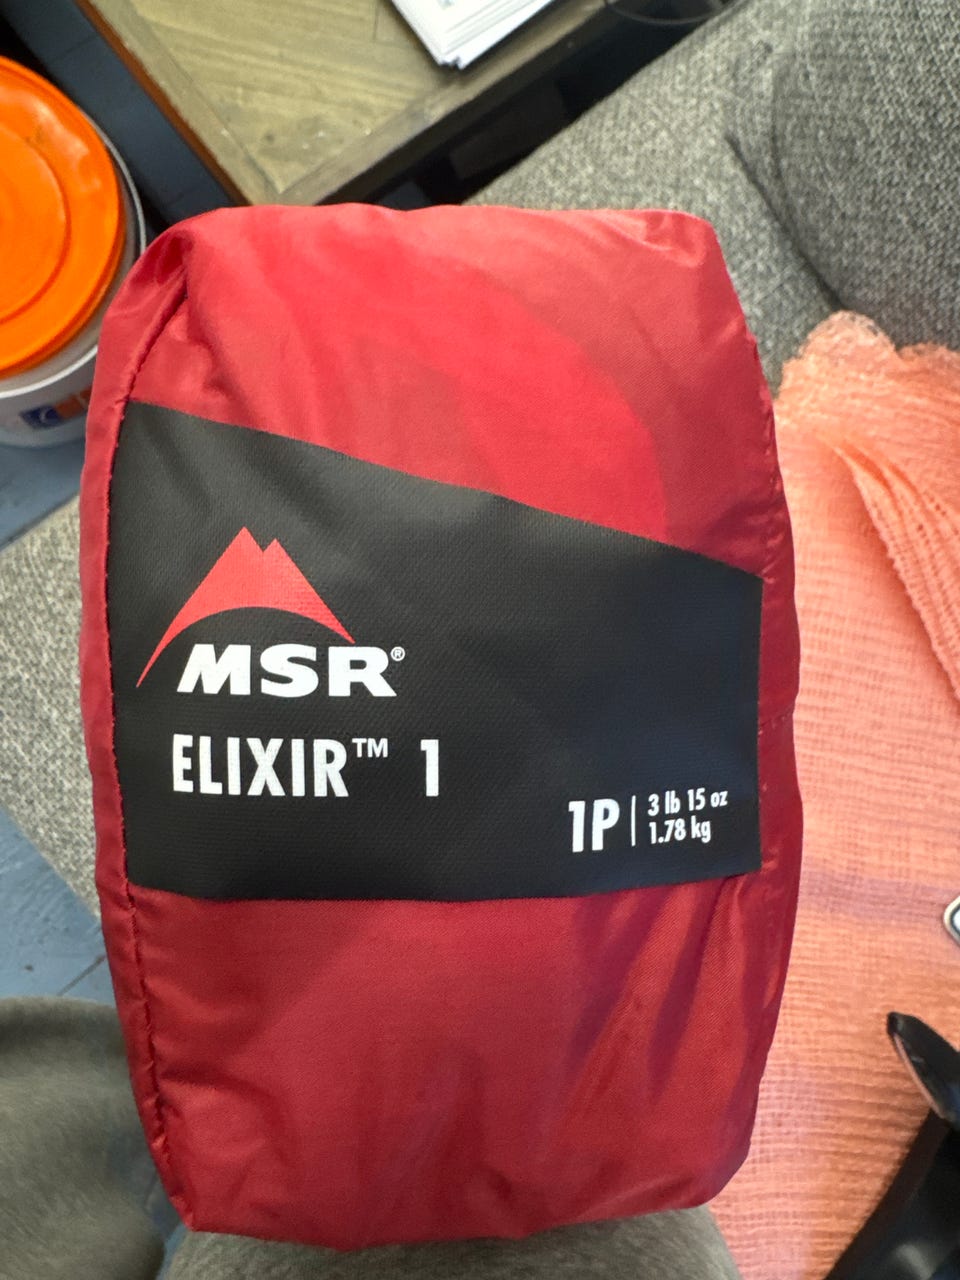 MSR®
ELIXIR™ 1
1P | 3 lb 15 oz
1.78 kg